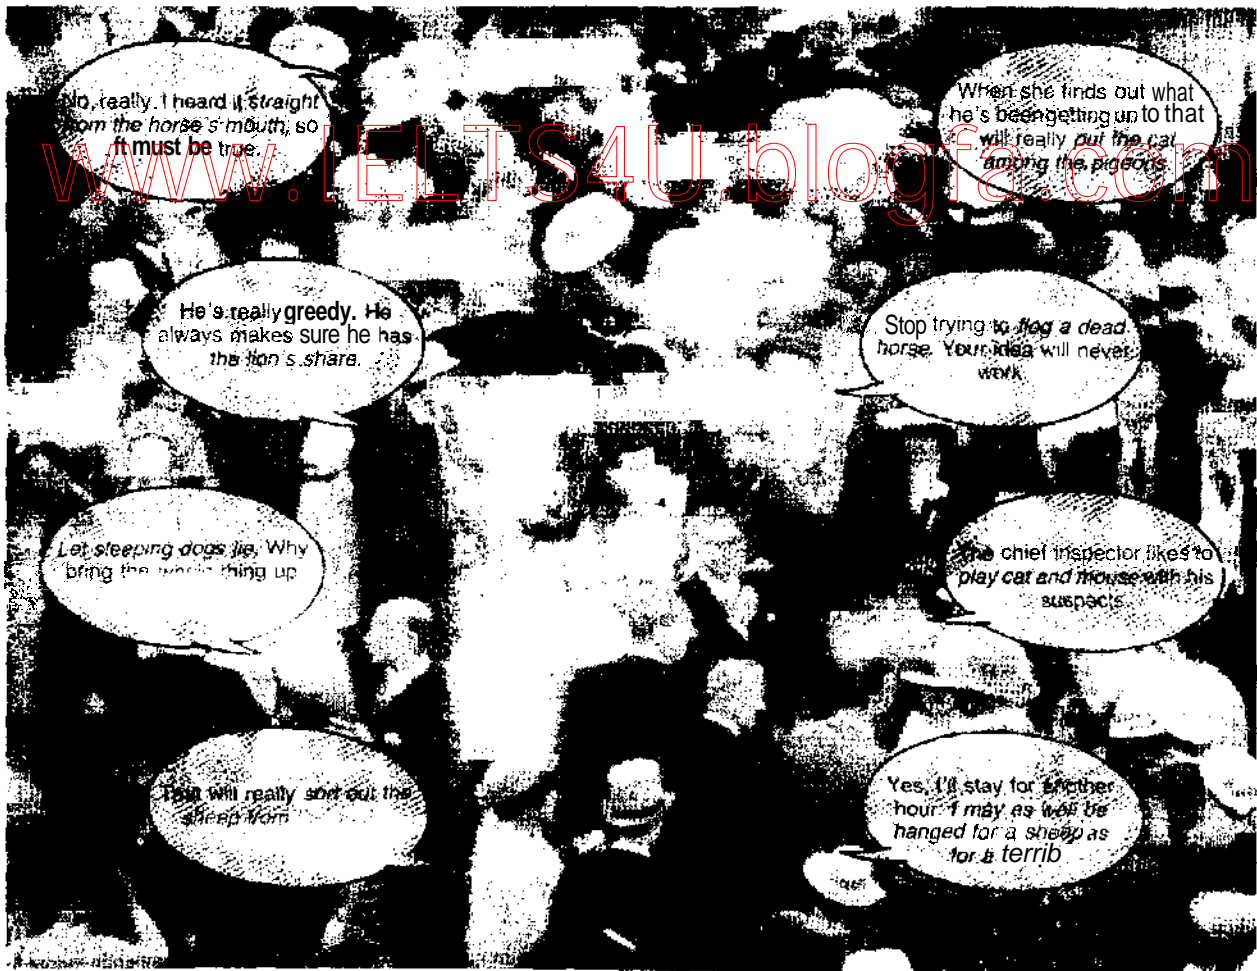 No, really. I heard it straight
from the horse's mouth, so
it must be true.
When she finds out what
he's been getting up to that
will really put the cat
among the pigeons
www.IELTS4U.blogfa.com
He's really greedy. He
always makes sure he has
the lion's share.
Stop trying to flog a dead
horse. Your idea will never
work
Let sleeping dogs lie. Why
bring the whole thing up
The chief inspector likes to
play cat and mouse with his
suspects
That will really sort out the
sheep from
Yes, I'll stay for another
hour. I may as well be
hanged for a sheep as
for a terrib